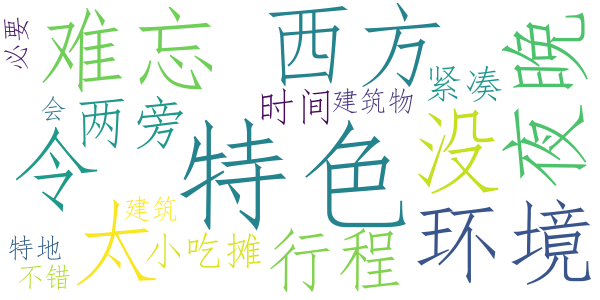 必要
难忘
西方
夜晚
紧凑
会
两旁
时间
建筑物
令
特色
没
建筑
太
小吃摊
行程
环境
特地
不错